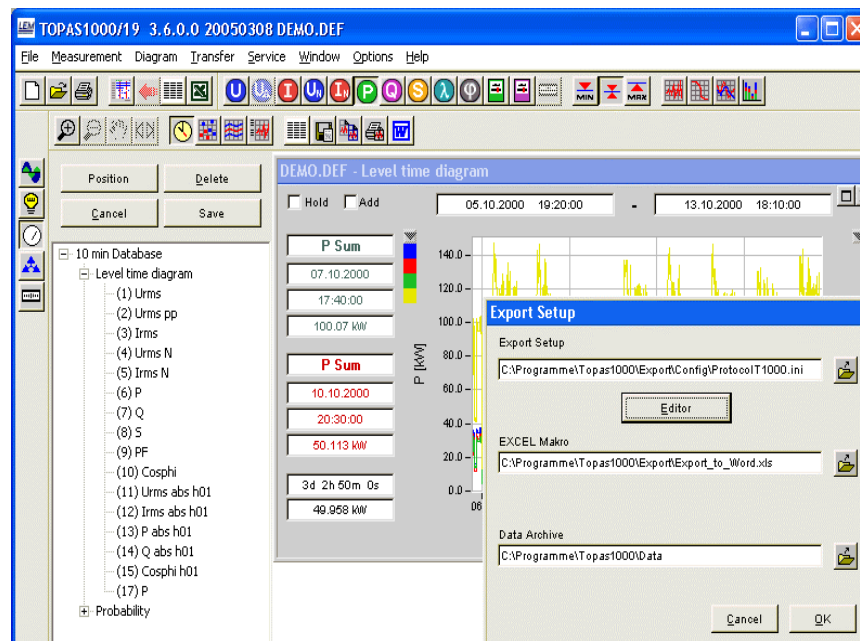 LEM TOPAS1000/19 3.6.0.0 20050308 DEMO.DEF
File Measurement Diagram Transfer Service Window Options Help
U UN I UN IN P Q S λ φ MIN MAX
W
Position Delete
Cancel Save
10 min Database
Level time diagram
(1) Urms
(2) Urms pp
(3) Irms
(4) Urms N
(5) Irms N
(6) P
(7) Q
(8) S
(9) PF
(10) Cosphi
(11) Urms abs h01
(12) Irms abs h01
(13) P abs h01
(14) Q abs h01
(15) Cosphi h01
(17) P
Probability
DEMO.DEF - Level time diagram
Hold Add
05.10.2000 19:20:00 - 13.10.2000 18:10:00
P Sum
07.10.2000
17:40:00
100.07 kW
P Sum
10.10.2000
20:30:00
50.113 kW
3d 2h 50m 0s
49.958 kW
P [kW]
140.0
120.0
100.0
80.0
60.0
40.0
20.0
0.0
06
Export Setup
Export Setup
C:\Programme\Topas1000\Export\Config\ProtocolT1000.ini
Editor
EXCEL Makro
C:\Programme\Topas1000\Export\Export_to_Word.xls
Data Archive
C:\Programme\Topas1000\Data
Cancel OK